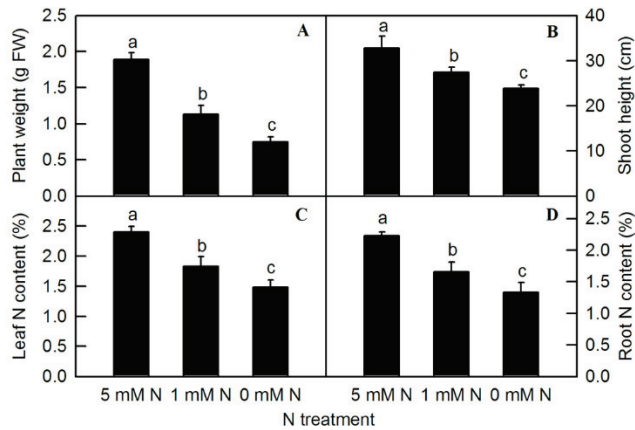 2.5
2.0
1.5
1.0
0.5
0.0
Plant weight (g FW)
A
a
b
c
B
a
b
c
40
30
20
10
0
Shoot height (cm)
2.5
2.0
1.5
1.0
0.5
0.0
Leaf N content (%)
C
a
b
c
D
a
b
c
2.5
2.0
1.5
1.0
0.5
0.0
Root N content (%)
5 mM N 1 mM N 0 mM N 5 mM N 1 mM N 0 mM N
N treatment